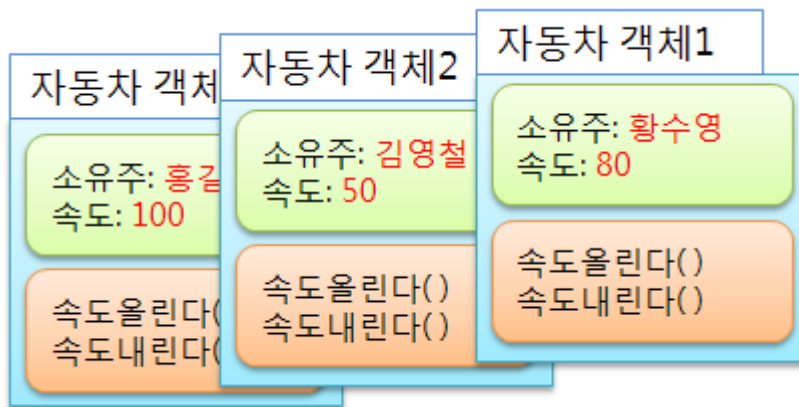 자동차 객체
소유주: 홍길
속도: 100
속도올린다(
속도내린다(
자동차 객체2
소유주: 김영철
속도: 50
속도올린다()
속도내린다()
자동차 객체1
소유주: 황수영
속도: 80
속도올린다()
속도내린다()